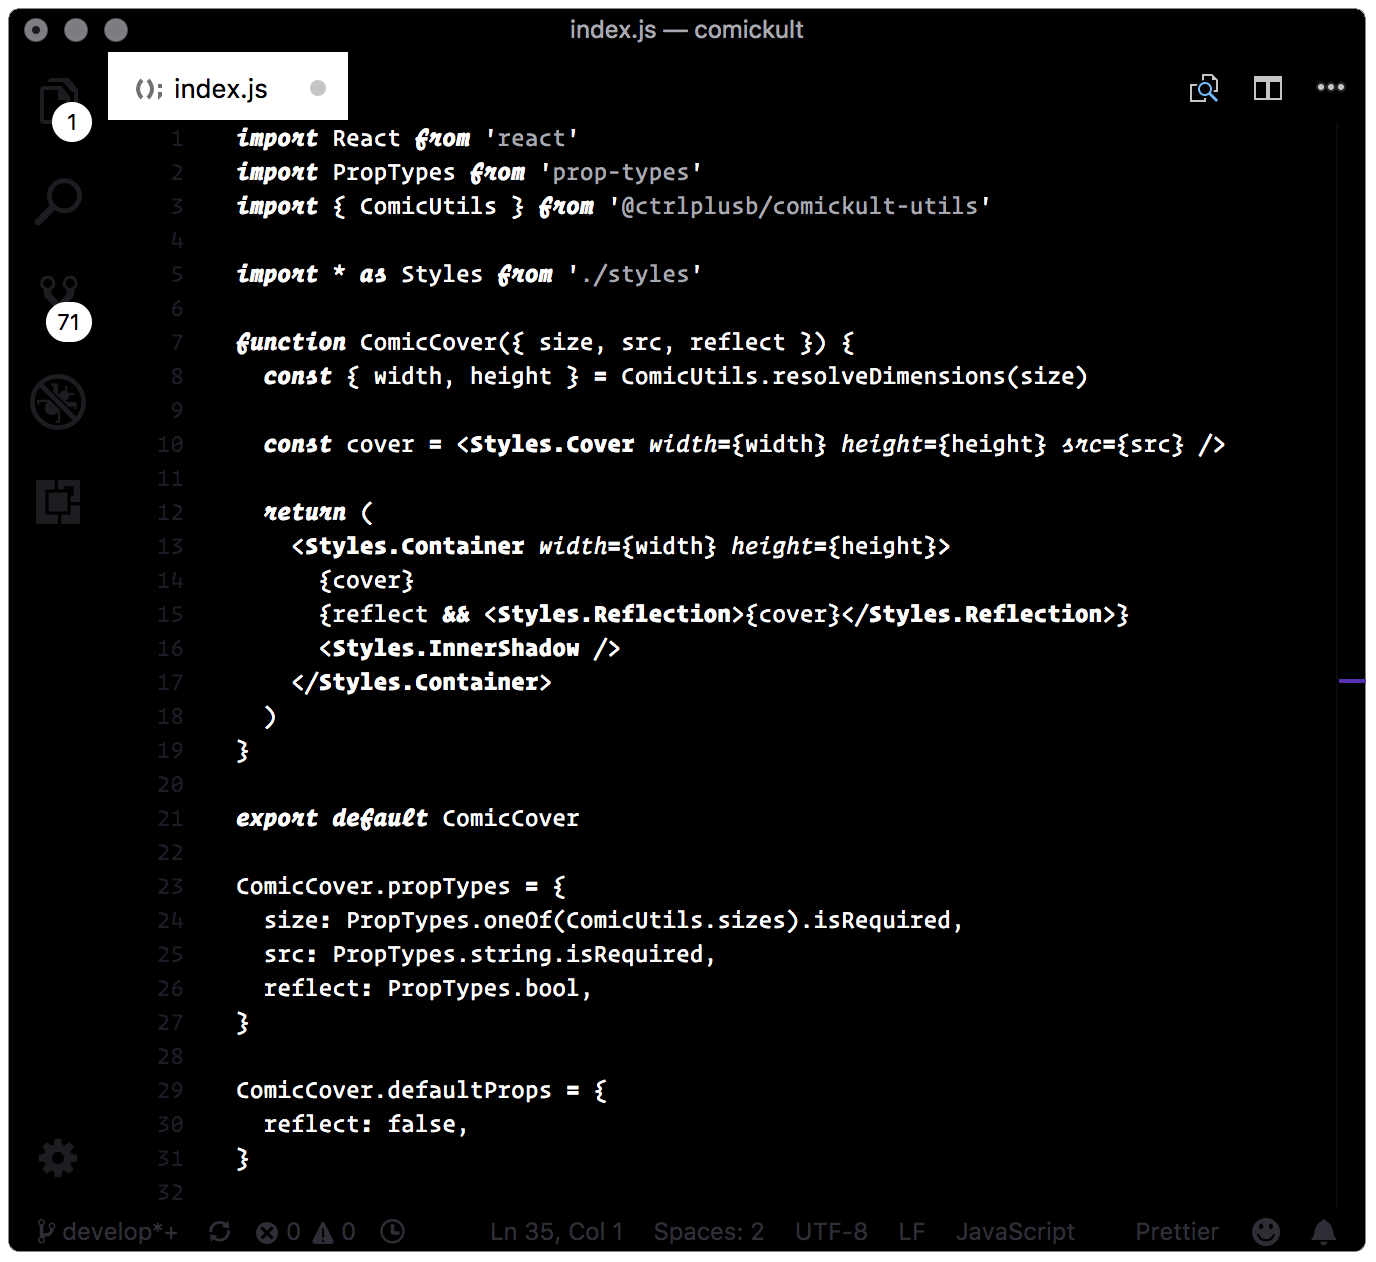 index.js — comickult
(); index.js
1
71
1 import React from 'react'
2 import PropTypes from 'prop-types'
3 import { ComicUtils } from '@ctrlplusb/comickult-utils'
4
5 import * as Styles from './styles'
6
7 function ComicCover({ size, src, reflect }) {
8   const { width, height } = ComicUtils.resolveDimensions(size)
9
10   const cover = <Styles.Cover width={width} height={height} src={src} />
11
12   return (
13     <Styles.Container width={width} height={height}>
14       {cover}
15       {reflect && <Styles.Reflection>{cover}</Styles.Reflection>}
16       <Styles.InnerShadow />
17     </Styles.Container>
18   )
19 }
20
21 export default ComicCover
22
23 ComicCover.propTypes = {
24   size: PropTypes.oneOf(ComicUtils.sizes).isRequired,
25   src: PropTypes.string.isRequired,
26   reflect: PropTypes.bool,
27 }
28
29 ComicCover.defaultProps = {
30   reflect: false,
31 }
32
develop*+ 0 0 Ln 35, Col 1 Spaces: 2 UTF-8 LF JavaScript Prettier